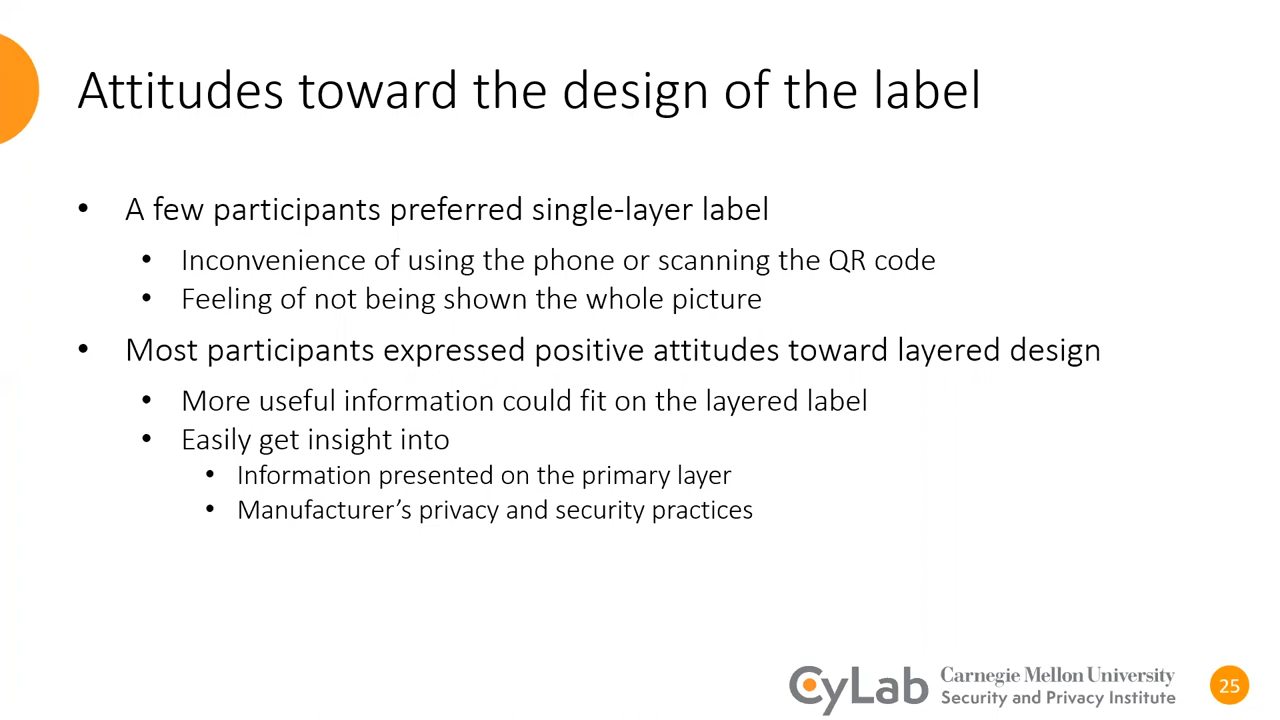 Attitudes toward the design of the label
• A few participants preferred single-layer label
• Inconvenience of using the phone or scanning the QR code
• Feeling of not being shown the whole picture
• Most participants expressed positive attitudes toward layered design
• More useful information could fit on the layered label
• Easily get insight into
• Information presented on the primary layer
• Manufacturer’s privacy and security practices
CyLab
Carnegie Mellon University
Security and Privacy Institute
25